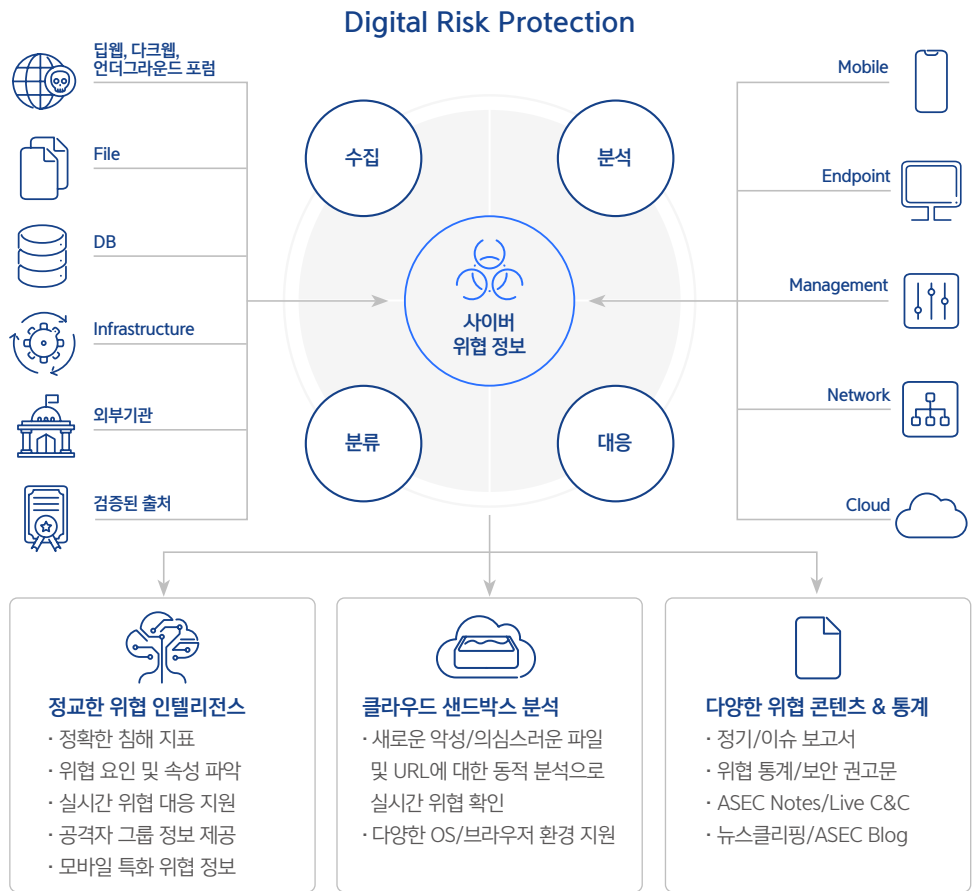 Digital Risk Protection
딥웹, 다크웹,
언더그라운드 포럼
File
DB
Infrastructure
외부기관
검증된 출처
수집
분석
사이버
위협 정보
분류
대응
Mobile
Endpoint
Management
Network
Cloud
정교한 위협 인텔리전스
· 정확한 침해 지표
· 위협 요인 및 속성 파악
· 실시간 위협 대응 지원
· 공격자 그룹 정보 제공
· 모바일 특화 위협 정보
클라우드 샌드박스 분석
· 새로운 악성/의심스러운 파일
및 URL에 대한 동적 분석으로
실시간 위협 확인
· 다양한 OS/브라우저 환경 지원
다양한 위협 콘텐츠 & 통계
· 정기/이슈 보고서
· 위협 통계/보안 권고문
· ASEC Notes/Live C&C
· 뉴스클리핑/ASEC Blog